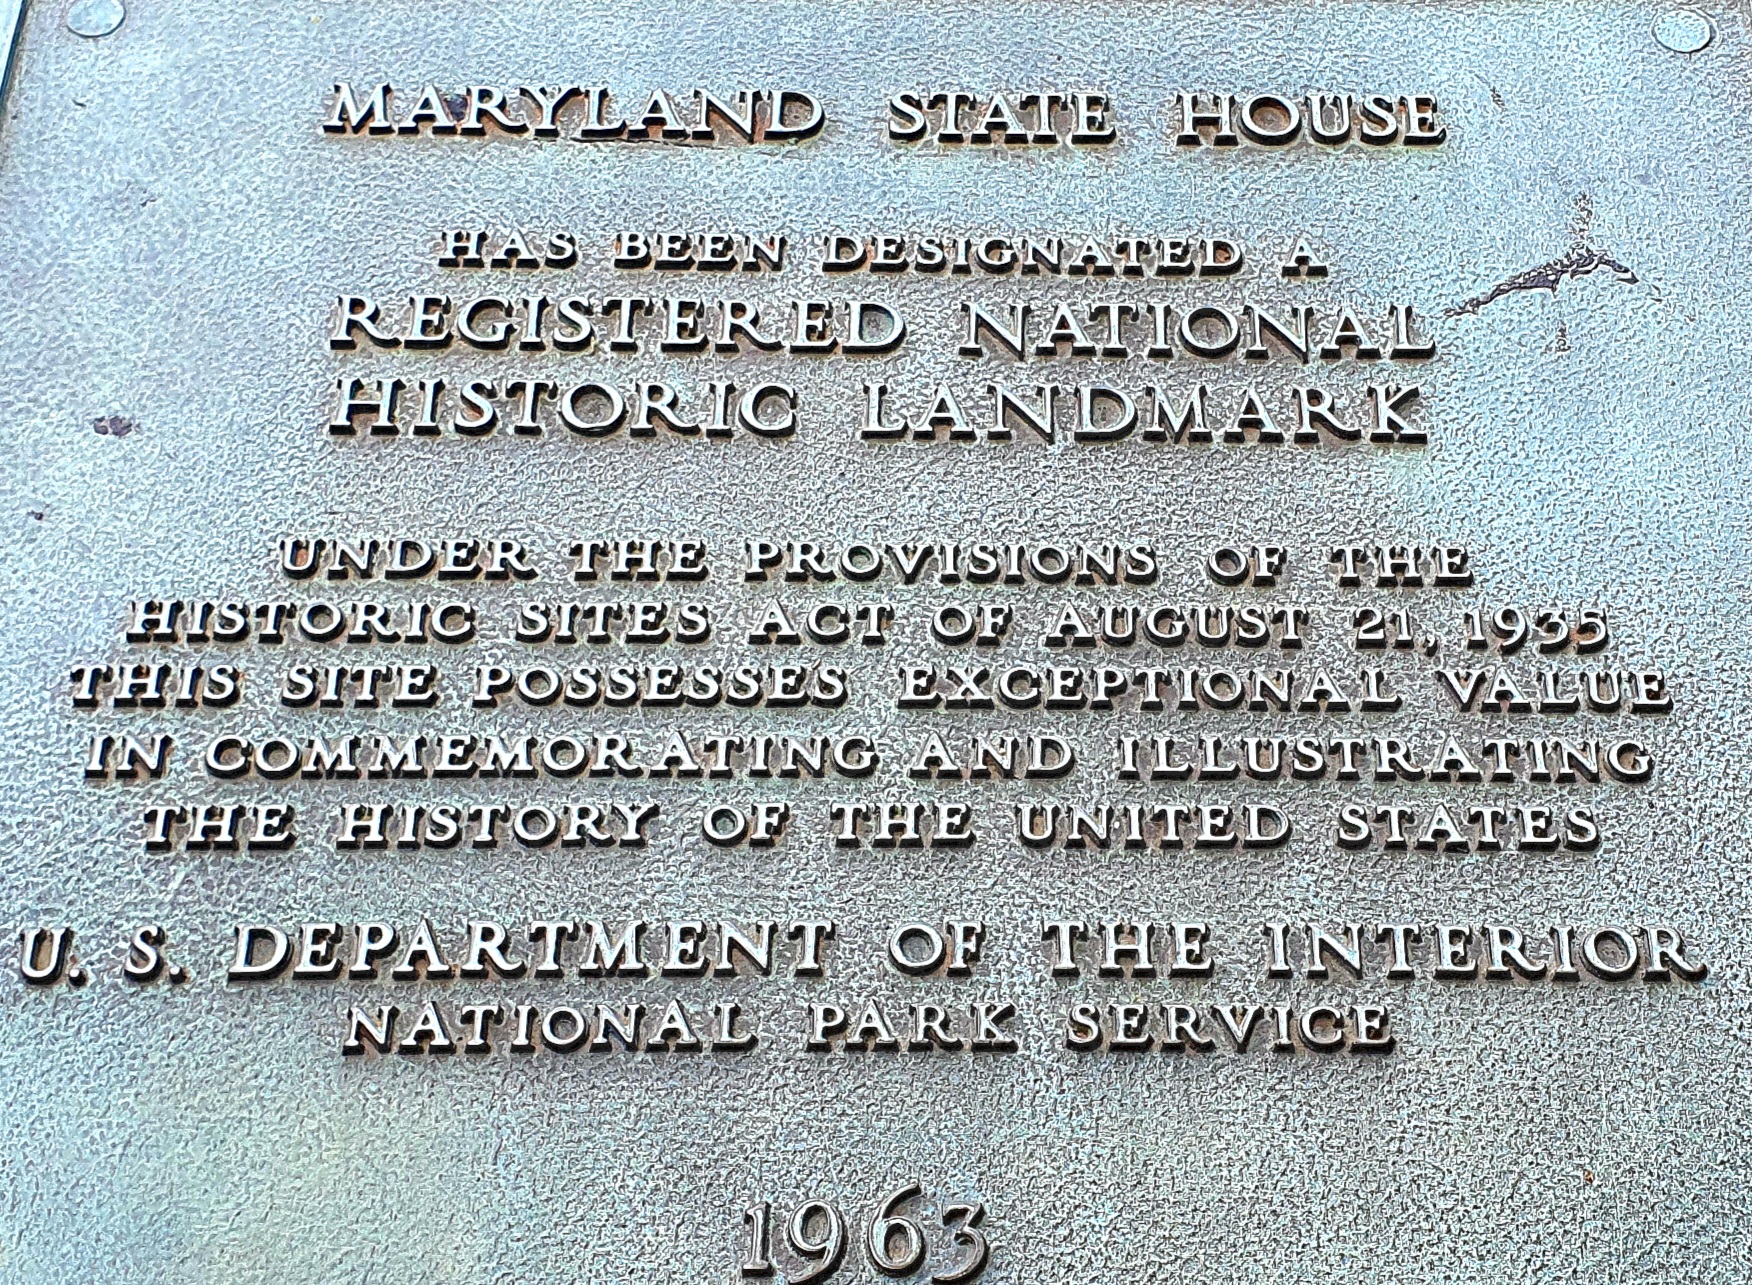 MARYLAND STATE HOUSE
HAS BEEN DESIGNATED A
REGISTERED NATIONAL
HISTORIC LANDMARK
UNDER THE PROVISIONS OF THE
HISTORIC SITES ACT OF AUGUST 21, 1935
THIS SITE POSSESSES EXCEPTIONAL VALUE
IN COMMEMORATING AND ILLUSTRATING
THE HISTORY OF THE UNITED STATES
U. S. DEPARTMENT OF THE INTERIOR
NATIONAL PARK SERVICE
1963